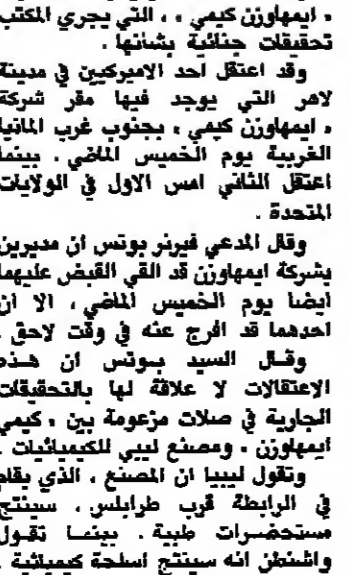 « ايمهاوزن كيمي » ، التي يجري المكتب
تحقيقات جنائية بشانها .
وقد اعتقل احد الاميركيين في مدينة
لاهر التي يوجد فيها مقر شركة
« ايمهاوزن كيمي » بجنوب غرب المانيا
الغربية يوم الخميس الماضي . بينما
اعتقل الثاني امس الاول في الولايات
المتحدة .
وقال المدعي فيرنر بوتس ان مديرين
بشركة ايمهاوزن قد القي القبض عليهما
ايضا يوم الخميس الماضي ، الا ان
احدهما قد افرج عنه في وقت لاحق .
وقال السيد بوتس ان هذه
الاعتقالات لا علاقة لها بالتحقيقات
الجارية في صلات مزعومة بين « كيمي
ايمهاوزن » ومصنع ليبي للكيميائيات .
وتقول ليبيا ان المصنع ، الذي يقام
في الرابطة قرب طرابلس ، سينتج
مستحضرات طبية . بينما تقول
واشنطن انه سينتج اسلحة كيميائية .